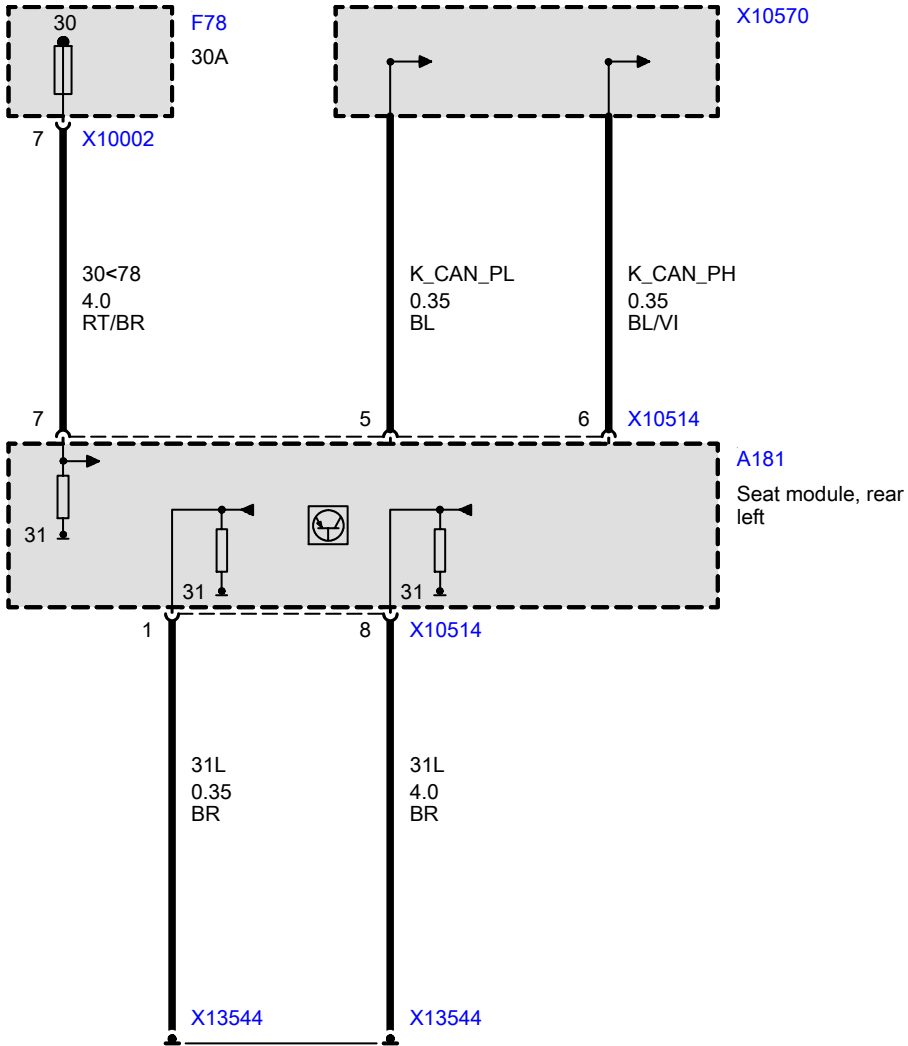 30
F78
30A
X10570
7
X10002
30<78
4.0
RT/BR
K_CAN_PL
0.35
BL
K_CAN_PH
0.35
BL/VI
7
5
6
X10514
A181
Seat module, rear
left
31
31
31
1
8
X10514
31L
0.35
BR
31L
4.0
BR
X13544
X13544